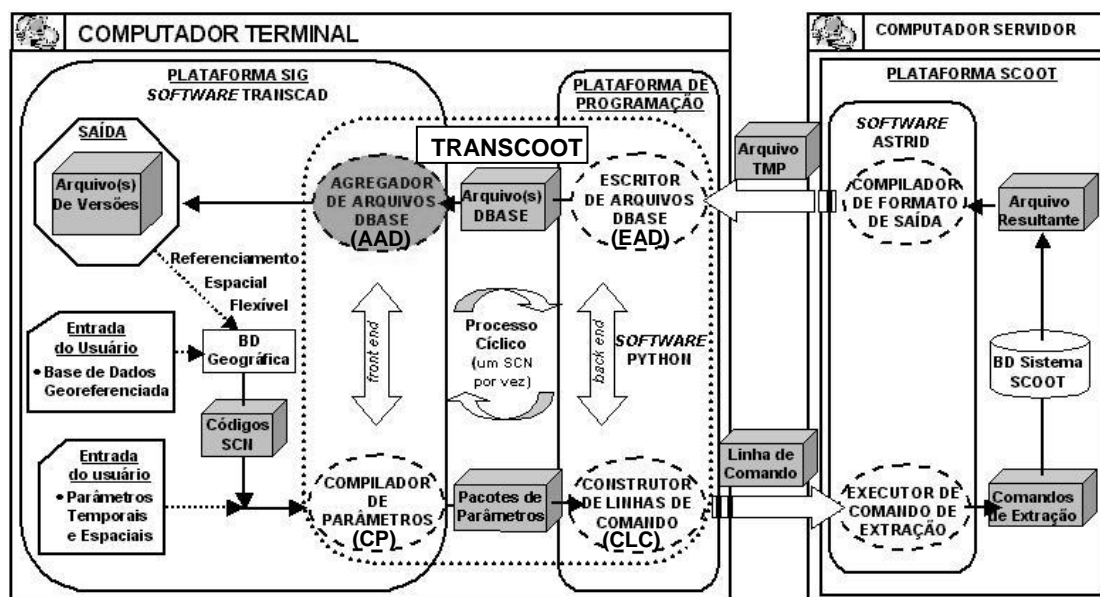 COMPUTADOR TERMINAL
COMPUTADOR SERVIDOR
PLATAFORMA SIG
SOFTWARE TRANSCAD
PLATAFORMA DE
PROGRAMAÇÃO
PLATAFORMA SCOOT
SAÍDA
Arquivo(s)
De Versões
TRANSCOOT
AGREGADOR
DE ARQUIVOS
DBASE
(AAD)
Arquivo(s)
DBASE
ESCRITOR
DE ARQUIVOS
DBASE
(EAD)
Arquivo
TMP
SOFTWARE
ASTRID
COMPILADOR
DE FORMATO
DE SAÍDA
Arquivo
Resultante
Referenciamento
Espacial
Flexível
Entrada
do Usuário
• Base de Dados
Georeferenciada
BD
Geográfica
front end
Processo
Cíclico
(um SCN
por vez)
back end
SOFTWARE
PYTHON
BD Sistema
SCOOT
Códigos
SCN
Entrada
do usuário
• Parâmetros
Temporais
e Espaciais
COMPILADOR
DE
PARÂMETROS
(CP)
Pacotes de
Parâmetros
CONSTRUTOR
DE LINHAS DE
COMANDO
(CLC)
Linha de
Comando
EXECUTOR DE
COMANDO DE
EXTRAÇÃO
Comandos
de Extração